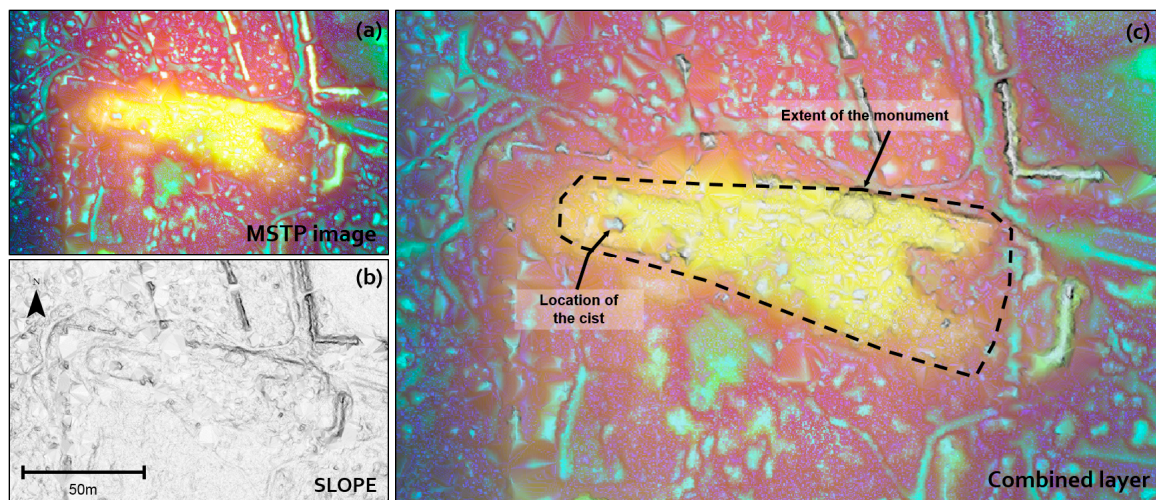 (a)
MSTP image
(b)
N
50m
SLOPE
(c)
Extent of the monument
Location of
the cist
Combined layer